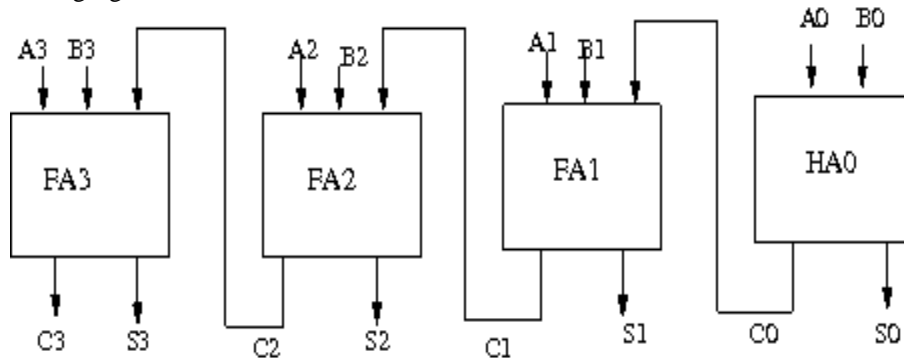 A3 B3 A2 B2 A1 B1 A0 B0
FA3 FA2 FA1 HA0
C3 S3 C2 S2 C1 S1 C0 S0